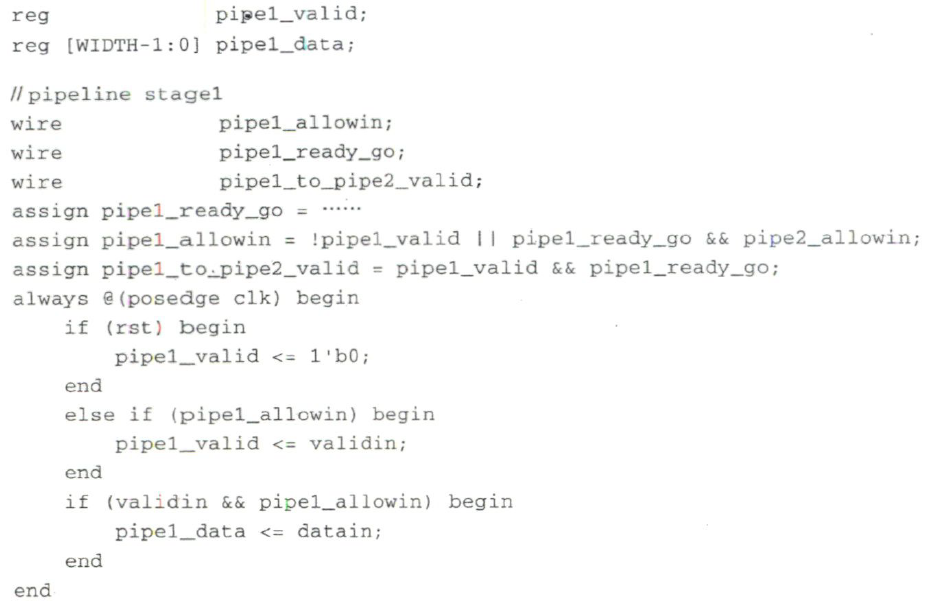 reg             pipe1_valid;
reg [WIDTH-1:0] pipe1_data;
//pipeline stage1
wire            pipe1_allowin;
wire            pipe1_ready_go;
wire            pipe1_to_pipe2_valid;
assign pipe1_ready_go = ······
assign pipe1_allowin = !pipe1_valid || pipe1_ready_go && pipe2_allowin;
assign pipe1_to_pipe2_valid = pipe1_valid && pipe1_ready_go;
always @(posedge clk) begin
    if (rst) begin
        pipe1_valid <= 1'b0;
    end
    else if (pipe1_allowin) begin
        pipe1_valid <= validin;
    end
    if (validin && pipe1_allowin) begin
        pipe1_data <= datain;
    end
end